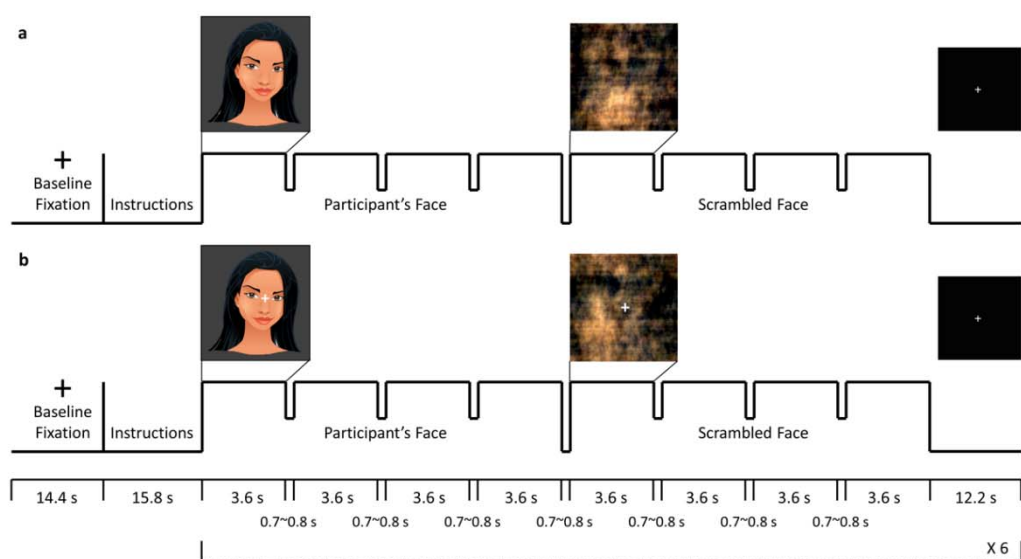 a
+
Baseline
Fixation
Instructions
Participant's Face
Scrambled Face
+
b
+
+
+
Baseline
Fixation
Instructions
Participant's Face
Scrambled Face
+
14.4 s 15.8 s 3.6 s 3.6 s 3.6 s 3.6 s 3.6 s 3.6 s 3.6 s 3.6 s 12.2 s
0.7~0.8 s 0.7~0.8 s 0.7~0.8 s 0.7~0.8 s 0.7~0.8 s 0.7~0.8 s 0.7~0.8 s
X 6